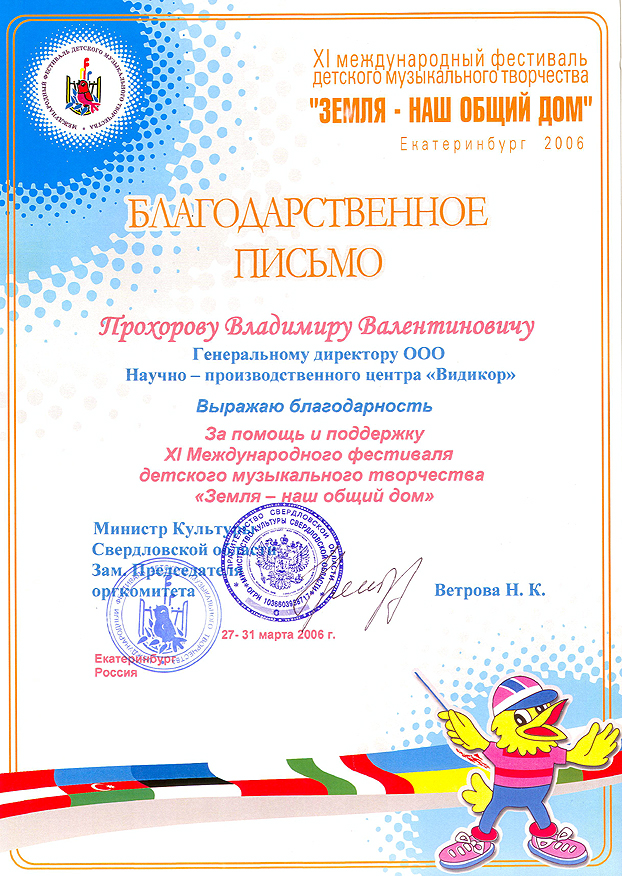 МЕЖДУНАРОДНЫЙ ФЕСТИВАЛЬ ДЕТСКОГО МУЗЫКАЛЬНОГО ТВОРЧЕСТВА
XI международный фестиваль
детского музыкального творчества
"ЗЕМЛЯ - НАШ ОБЩИЙ ДОМ"
Екатеринбург 2006
БЛАГОДАРСТВЕННОЕ
ПИСЬМО
Прохорову Владимиру Валентиновичу
Генеральному директору ООО
Научно – производственного центра «Видикор»
Выражаю благодарность
За помощь и поддержку
XI Международного фестиваля
детского музыкального творчества
«Земля – наш общий дом»
Министр Культуры
Свердловской области
Зам. Председателя
оргкомитета
Ветрова Н. К.
ПРАВИТЕЛЬСТВО СВЕРДЛОВСКОЙ ОБЛАСТИ
МИНИСТЕРСТВО КУЛЬТУРЫ СВЕРДЛОВСКОЙ ОБЛАСТИ
ОГРН
27- 31 марта 2006 г.
Екатеринбург
Россия